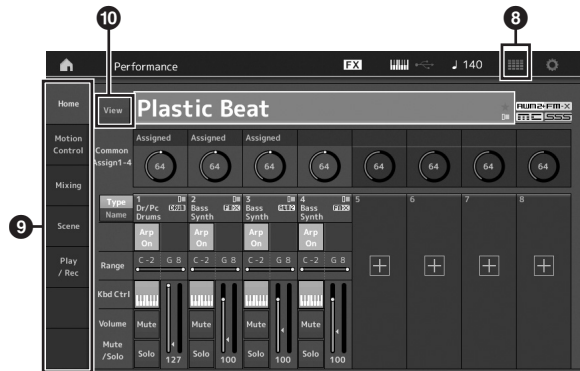 10
8
Performance
FX
140
Home
View
Plastic Beat
AWM2+FM-X
Motion
Control
Common
Assign1-4
Assigned
Assigned
Assigned
64
64
64
64
64
64
64
64
Mixing
9
Scene
Type
Name
1
Dr/Pc
Drums
2
Bass
Synth
3
Bass
Synth
4
Bass
Synth
5
6
7
8
Arp
On
Arp
On
Arp
On
Arp
On
Play
/ Rec
Range
C -2 G 8
C -2 G 8
C -2 G 8
C -2 G 8
Kbd Ctrl
Volume
Mute
Mute
Mute
Mute
Mute
/Solo
Solo 127
Solo 100
Solo 100
Solo 100